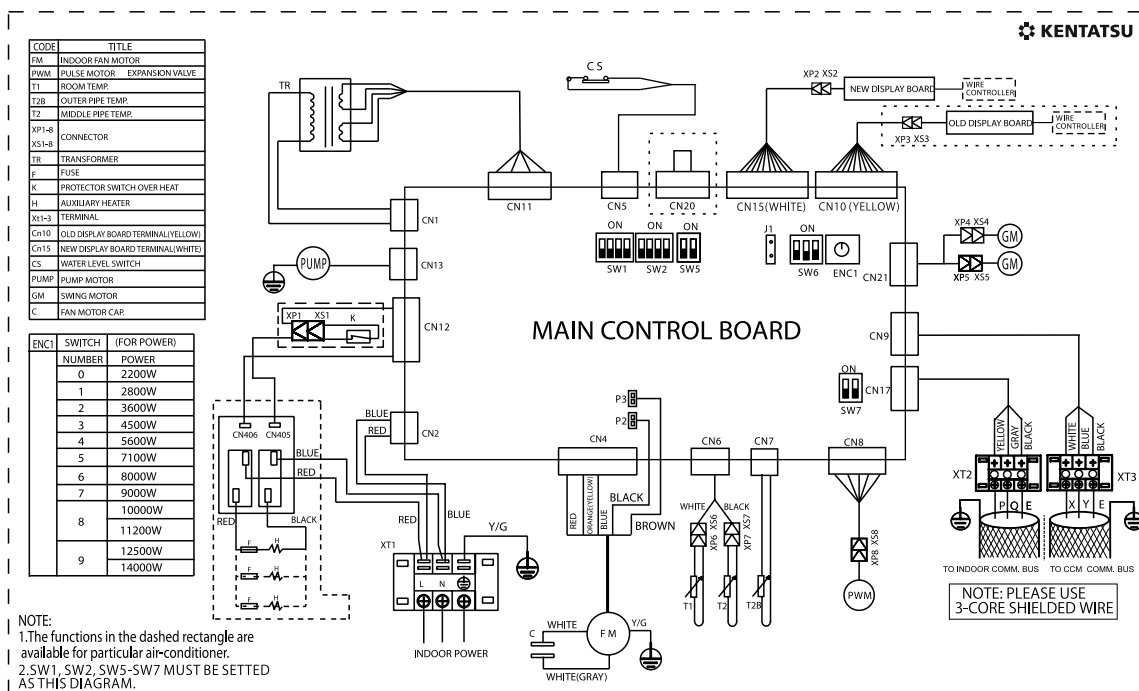 KENTATSU
CODE TITLE
FM INDOOR FAN MOTOR
PWM PULSE MOTOR EXPANSION VALVE
T1 ROOM TEMP.
T2B OUTER PIPE TEMP.
T2 MIDDLE PIPE TEMP.
XP1-8
XS1-8
CONNECTOR
TR TRANSFORMER
F FUSE
K PROTECTOR SWITCH OVER HEAT
H AUXILIARY HEATER
Xt1-3 TERMINAL
Cn10 OLD DISPLAY BOARD TERMINAL(YELLOW)
Cn15 NEW DISPLAY BOARD TERMINAL(WHITE)
CS WATER LEVEL SWITCH
PUMP PUMP MOTOR
GM SWING MOTOR
C FAN MOTOR CAP.
ENC1 SWITCH (FOR POWER)
NUMBER POWER
0 2200W
1 2800W
2 3600W
3 4500W
4 5600W
5 7100W
6 8000W
7 9000W
8 10000W
11200W
9 12500W
14000W
NOTE:
1.The functions in the dashed rectangle are
available for particular air-conditioner.
2.SW1, SW2, SW5-SW7 MUST BE SETTED
AS THIS DIAGRAM.
TR
C S
XP2 XS2
NEW DISPLAY BOARD
WIRE
CONTROLLER
XP3 XS3
OLD DISPLAY BOARD
WIRE
CONTROLLER
CN11
CN5
CN20
CN15(WHITE)
CN10 (YELLOW)
CN1
PUMP
CN13
ON
SW1
ON
SW2
ON
SW5
J1
ON
SW6
ENC1
CN21
XP4 XS4
GM
XP5 XS5
GM
XP1 XS1
K
CN12
MAIN CONTROL BOARD
CN9
ON
SW7
CN17
CN406 CN405
BLUE
RED
RED
BLACK
F H
F H
F H
BLUE
RED
CN2
RED
BLUE
Y/G
XT1
L N
INDOOR POWER
P3
P2
CN4
RED
ORANGE(YELLOW)
BLUE
BLACK
BROWN
C
WHITE
F M
Y/G
WHITE(GRAY)
CN6
WHITE
BLACK
XP6 XS6
XP7 XS7
T1
T2
CN7
T2B
CN8
XP8 XS8
PWM
YELLOW
GRAY
BLACK
WHITE
BLUE
BLACK
XT2
XT3
P Q E
X Y E
TO INDOOR COMM. BUS
TO CCM COMM. BUS
NOTE: PLEASE USE
3-CORE SHIELDED WIRE